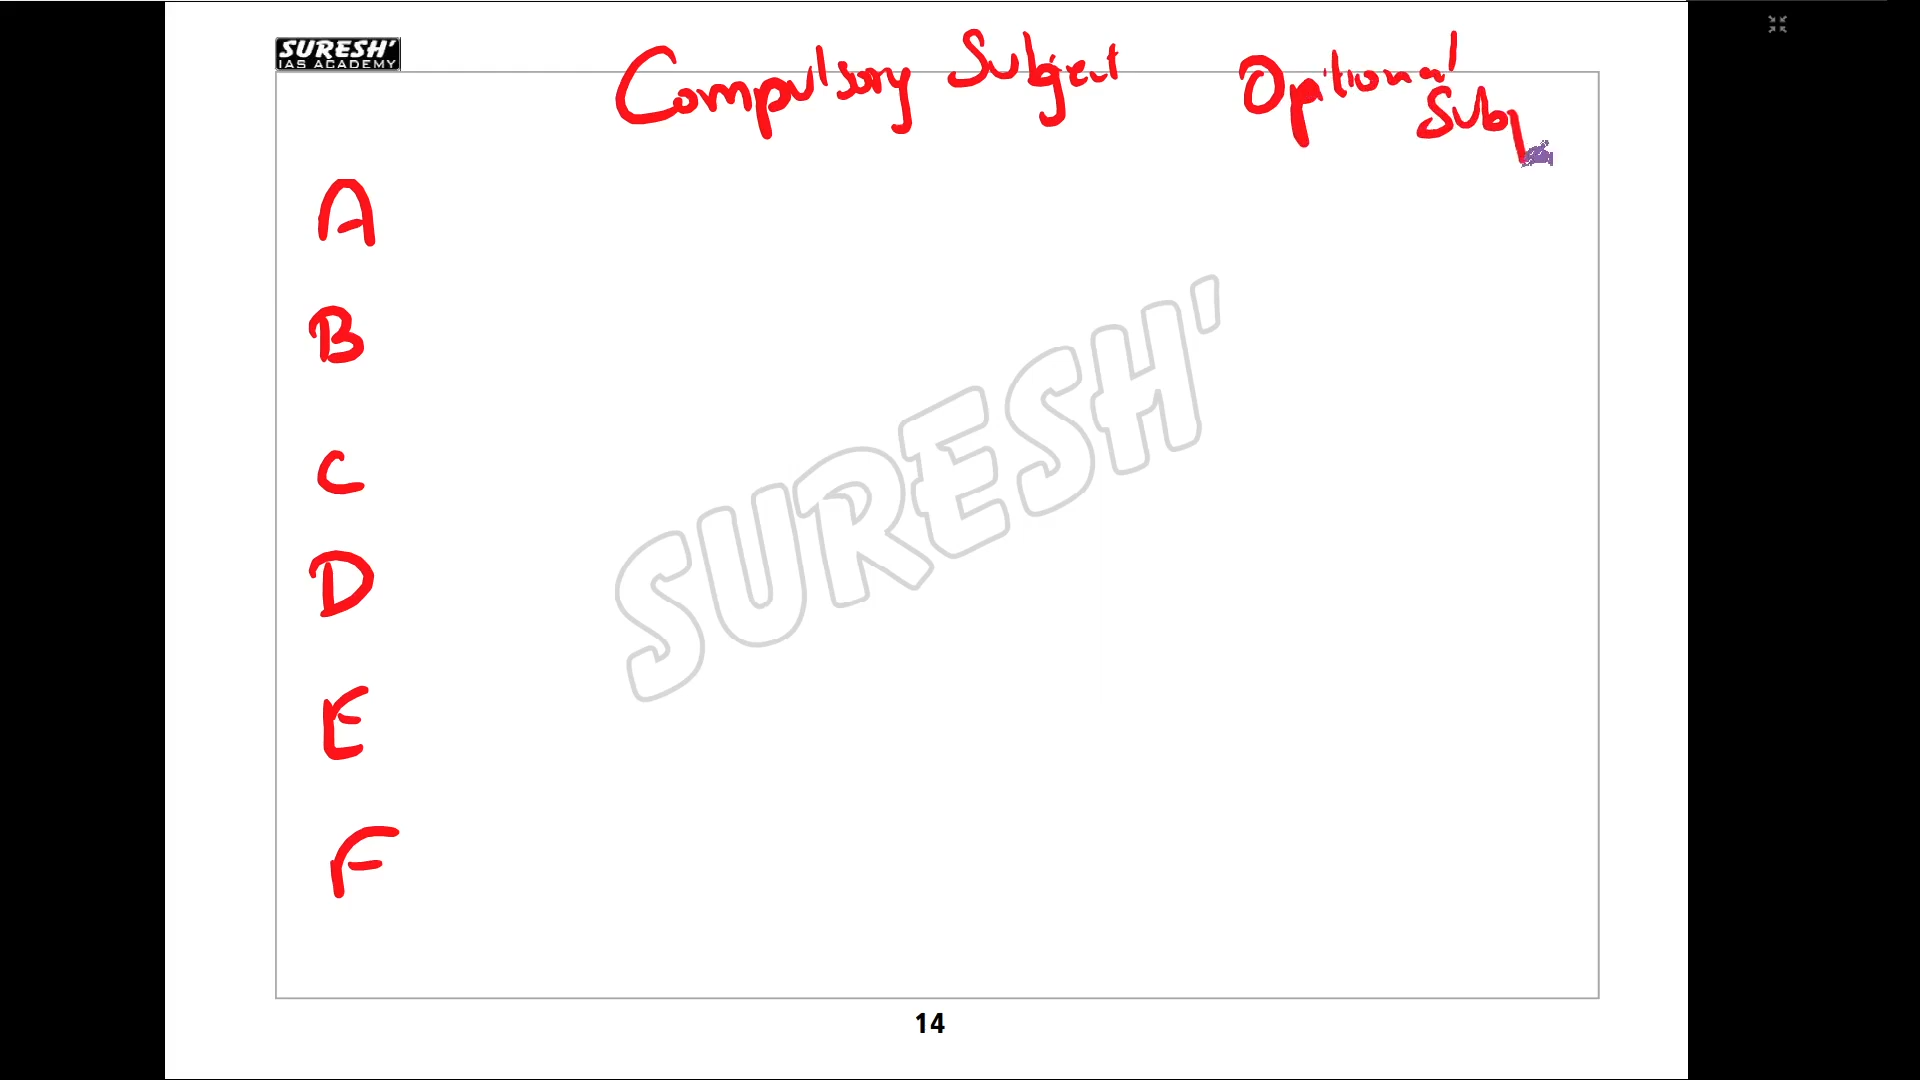 SURESH'
IAS ACADEMY
Compulsory Subject Optional
Subj
A
B
SURESH'
C
D
E
F
14